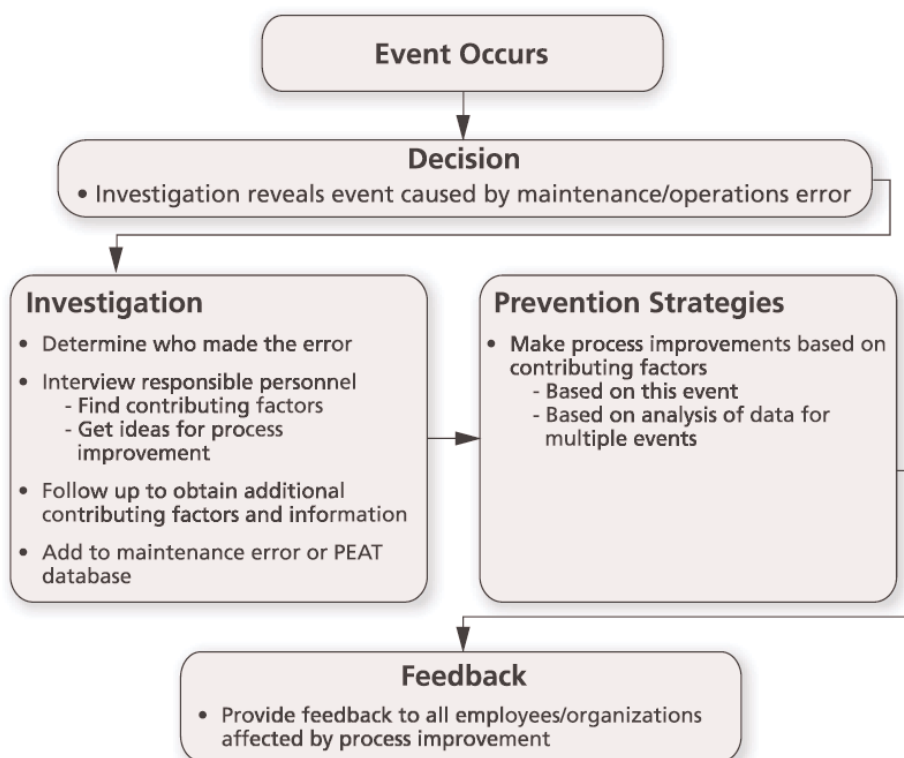 Event Occurs
Decision
• Investigation reveals event caused by maintenance/operations error
Investigation
• Determine who made the error
• Interview responsible personnel
- Find contributing factors
- Get ideas for process
improvement
• Follow up to obtain additional
contributing factors and information
• Add to maintenance error or PEAT
database
Prevention Strategies
• Make process improvements based on
contributing factors
- Based on this event
- Based on analysis of data for
multiple events
Feedback
• Provide feedback to all employees/organizations
affected by process improvement